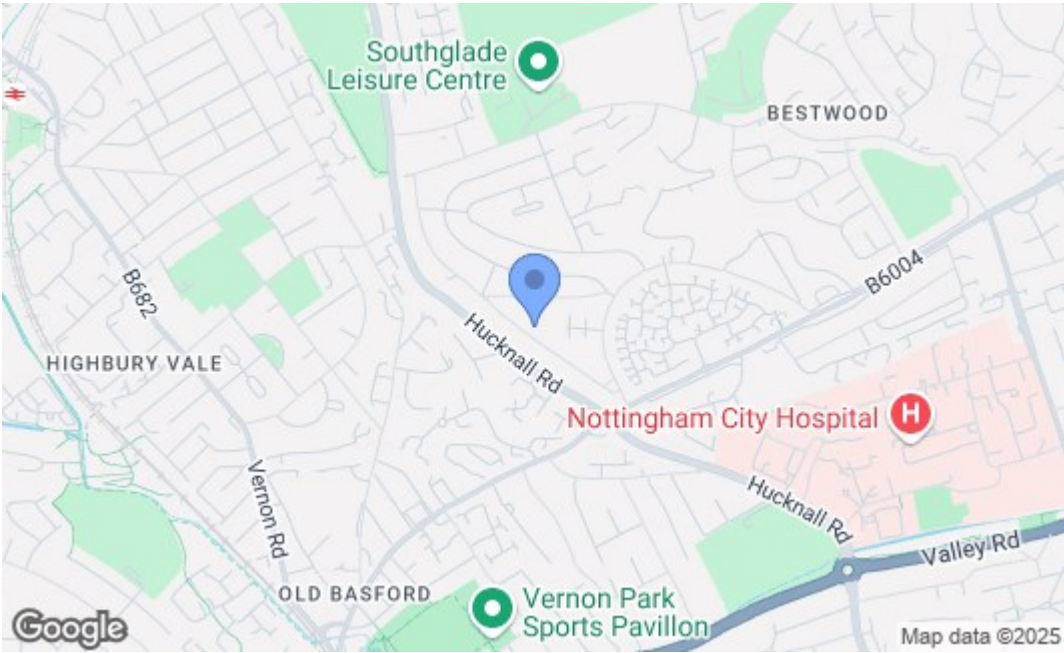 Southglade
Leisure Centre
BESTWOOD
B682
B6004
Hucknall Rd
HIGHBURY VALE
Nottingham City Hospital
H
Vernon Rd
Hucknall Rd
Valley Rd
OLD BASFORD
Vernon Park
Sports Pavillon
Google
Map data ©2025